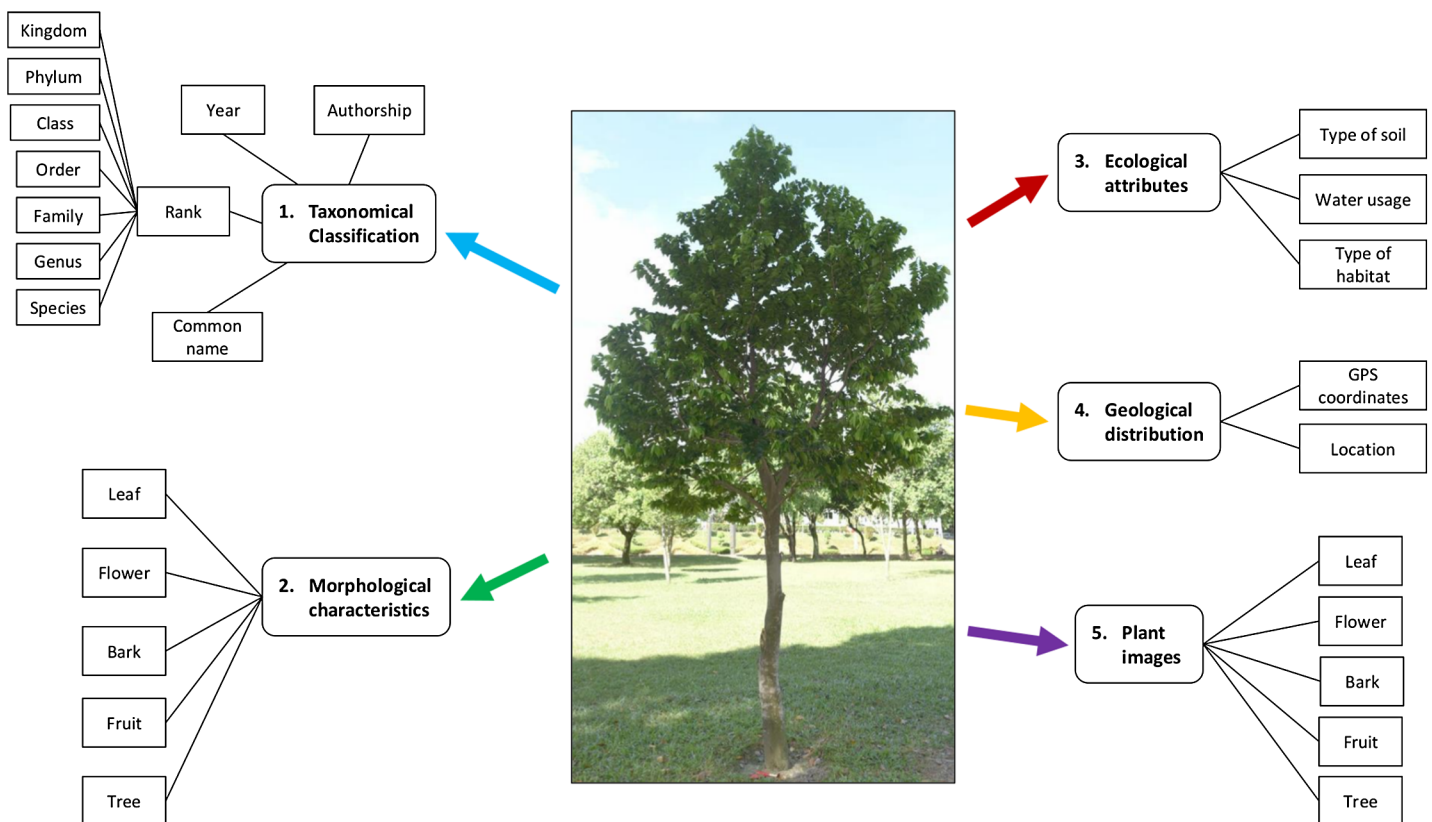 Kingdom
Phylum
Class
Order
Family
Genus
Species
Rank
Year
Authorship
1. Taxonomical
Classification
Common
name
Leaf
Flower
Bark
Fruit
Tree
2. Morphological
characteristics
3. Ecological
attributes
Type of soil
Water usage
Type of
habitat
4. Geological
distribution
GPS
coordinates
Location
5. Plant
images
Leaf
Flower
Bark
Fruit
Tree